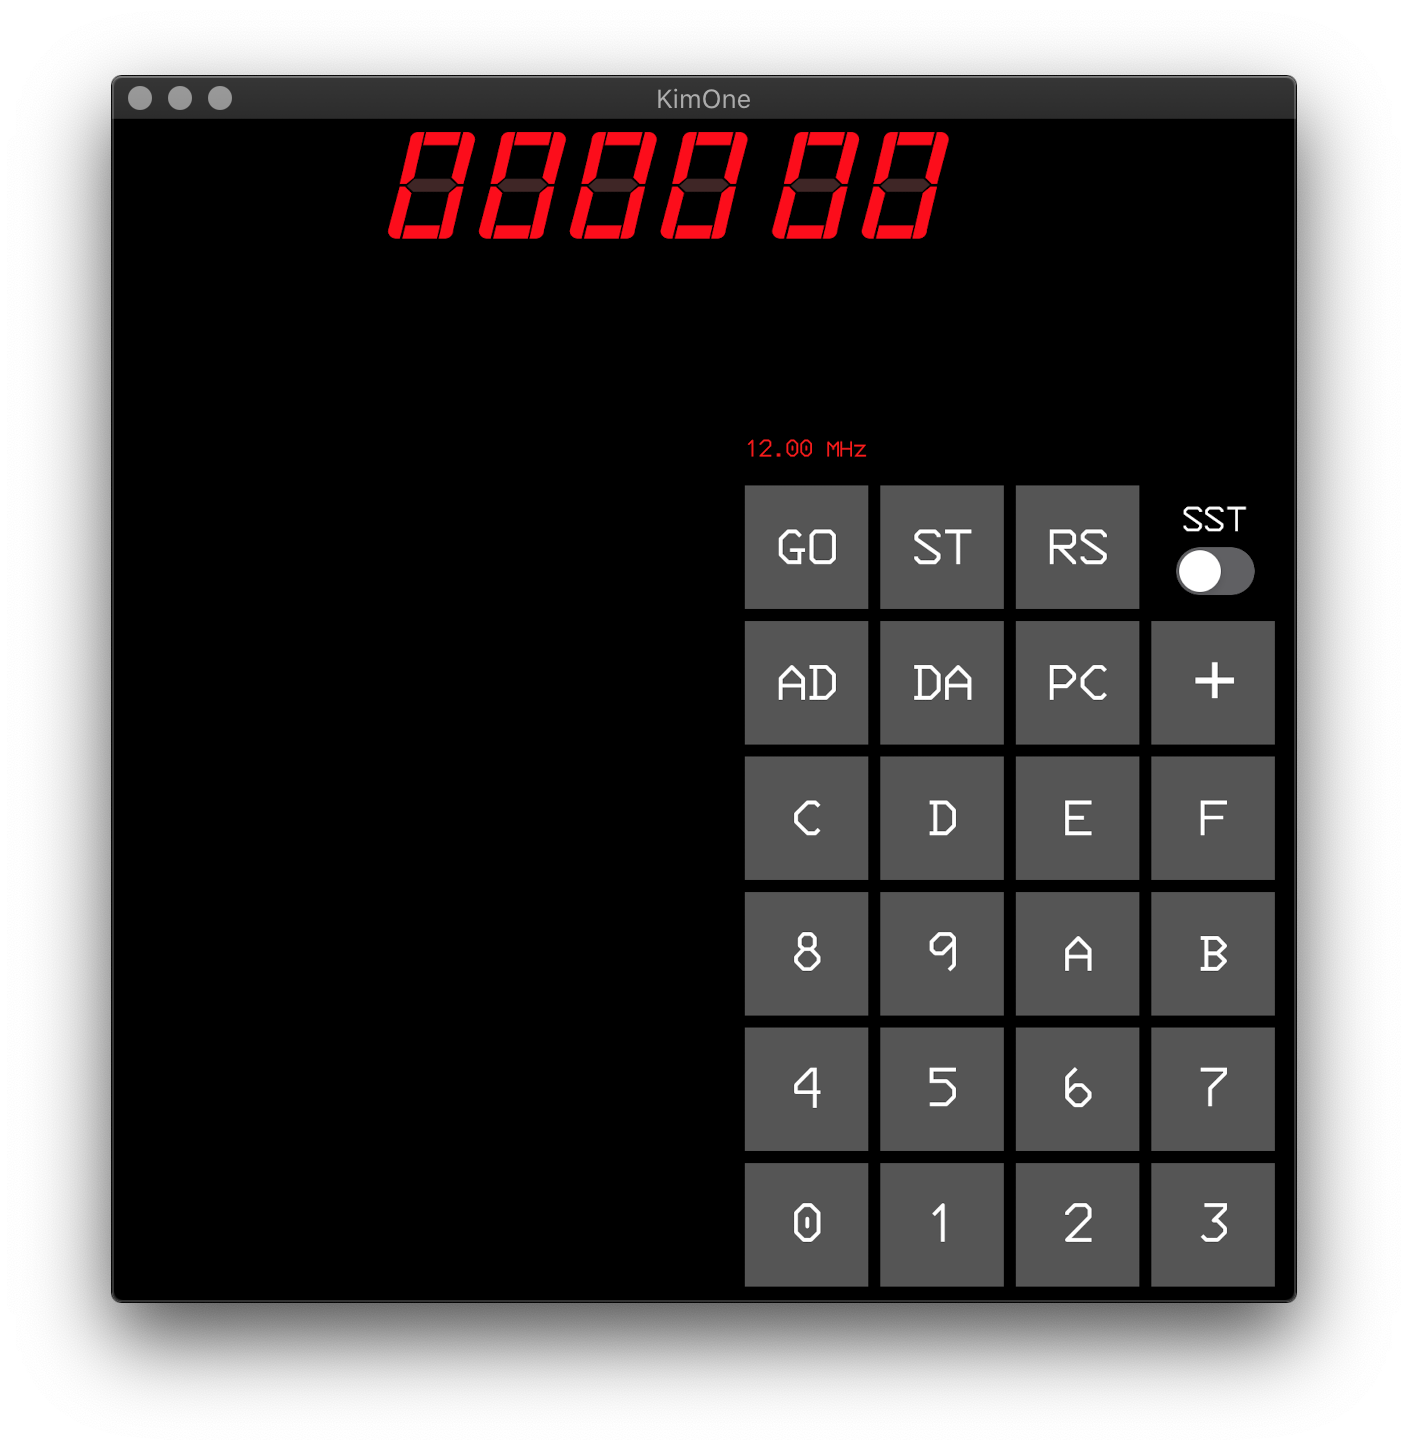 KimOne
0000 00
12.00 MHz
GO ST RS SST
AD DA PC +
C D E F
8 9 A B
4 5 6 7
0 1 2 3